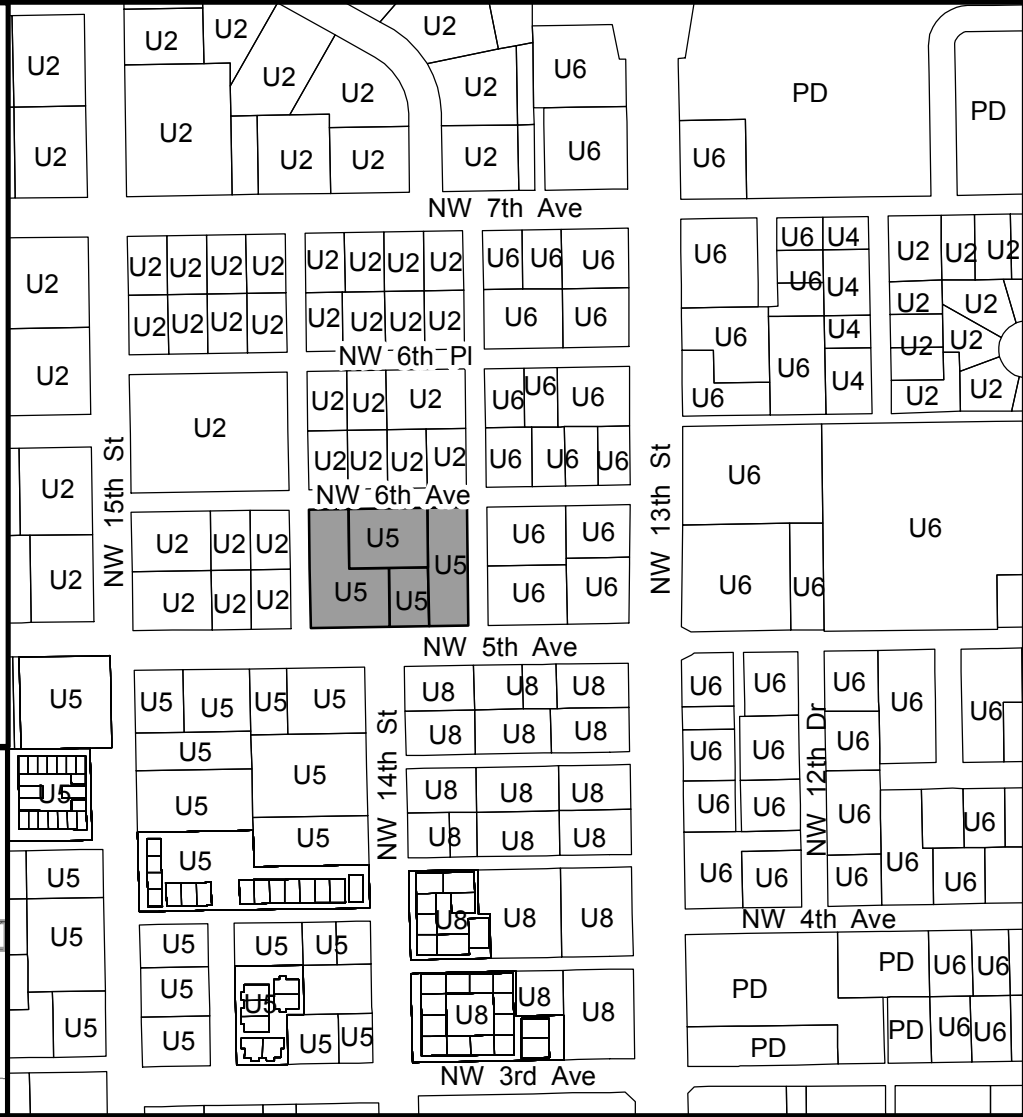 U2 U2 U2 U6 PD
U2 U2 U2 PD
U2 U2 U2 U2 U2 U6 U6
NW 7th Ave
U6 U4
U2 U2 U2 U2 U2 U2 U2 U2 U6 U6 U6 U6 U2 U2 U2
U2 U6 U4
U2 U2 U2 U2 U2 U2 U2 U2 U6 U6 U6 U4 U2 U2
NW 6th Pl
U2 U2
U2 U2 U2 U2 U6 U6 U6 U6 U6 U4 U2 U2
U2 U2 U2 U2 U2 U6 U6 U6 U6
U2
NW 15th St
NW 13th St
NW 6th Ave
U2 U2 U2 U5 U6 U6 U6
U2 U5
U2 U2 U2 U5 U5 U6 U6 U6 U6
NW 5th Ave
U5 U5 U5 U5 U5 U8 U8 U8 U6 U6 U6 U6 U6
NW 14th St
NW 12th Dr
U5 U8 U8 U8 U6 U6 U6
U5 U5 U5 U8 U8 U8 U6 U6 U6 U6
U5 U5 U8 U8 U8
U5 U6 U6 U6 U6 U6
U8 U8 U8
NW 4th Ave
U5 U5 U5 U5
U5 U5 U8 U8 PD PD U6 U6
U5 U5 U5 U5 U8 PD PD U6 U6
NW 3rd Ave